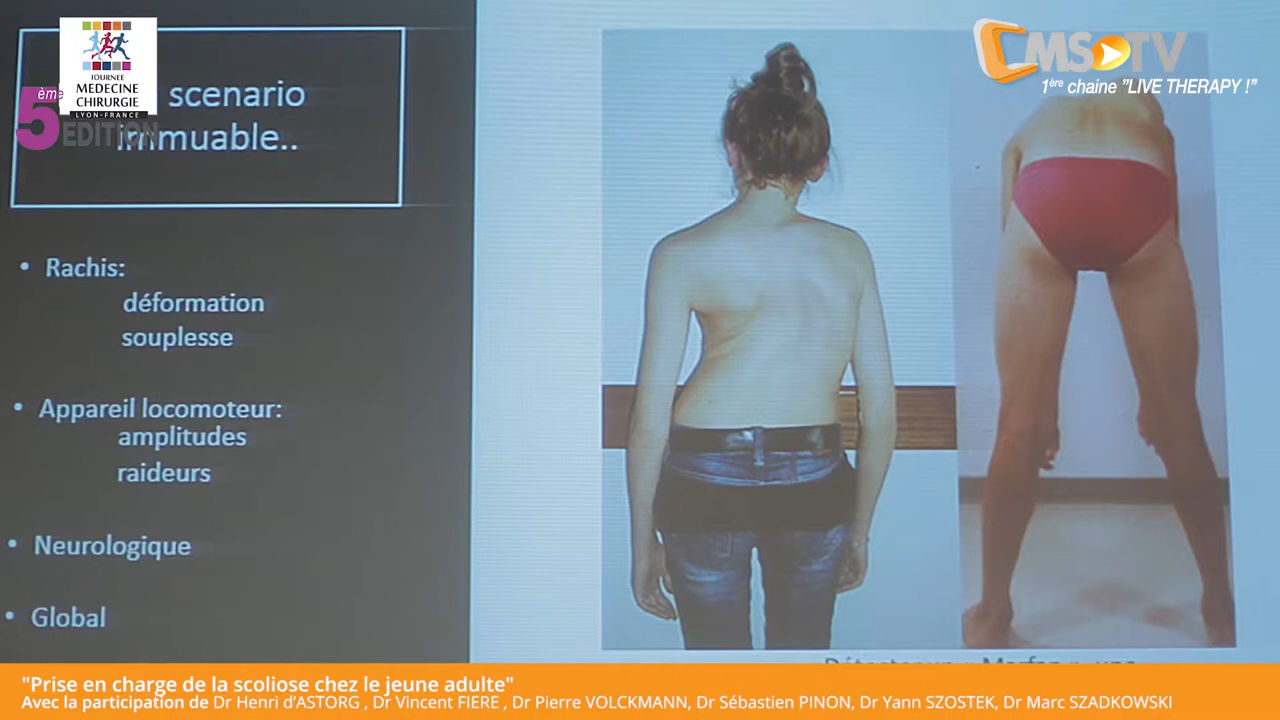 JOURNEE
MEDECINE
CHIRURGIE
LYON-FRANCE
5ème
EDITION
scenario
immuable..
• Rachis:
déformation
souplesse
• Appareil locomoteur:
amplitudes
raideurs
• Neurologique
• Global
CMS TV
1ère chaine "LIVE THERAPY !"
"Prise en charge de la scoliose chez le jeune adulte"
Avec la participation de Dr Henri d'ASTORG , Dr Vincent FIERE , Dr Pierre VOLCKMANN, Dr Sébastien PINON, Dr Yann SZOSTEK, Dr Marc SZADKOWSKI